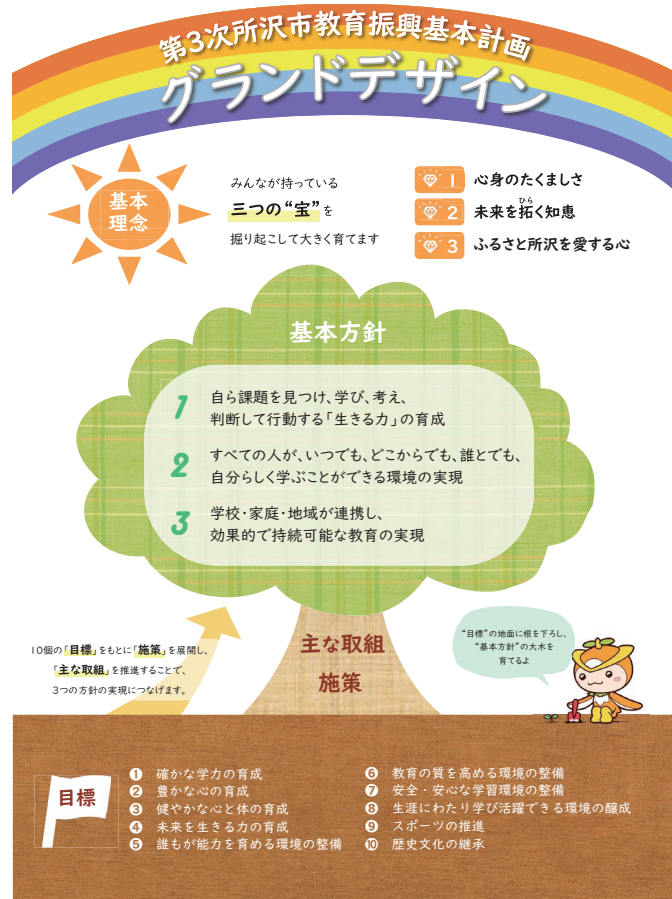 第3次所沢市教育振興基本計画
グランドデザイン
基本
理念
みんなが持っている
三つの“宝”を
掘り起こして大きく育てます
1 心身のたくましさ
ひら
2 未来を拓く知恵
3 ふるさと所沢を愛する心
基本方針
1 自ら課題を見つけ、学び、考え、
判断して行動する「生きる力」の育成
2 すべての人が、いつでも、どこからでも、誰とでも、
自分らしく学ぶことができる環境の実現
3 学校・家庭・地域が連携し、
効果的で持続可能な教育の実現
10個の「目標」をもとに「施策」を展開し、
「主な取組」を推進することで、
3つの方針の実現につなげます。
主な取組
施策
“目標”の地面に根を下ろし、
“基本方針”の大木を
育てるよ
目標
❶ 確かな学力の育成
❷ 豊かな心の育成
❸ 健やかな心と体の育成
❹ 未来を生きる力の育成
❺ 誰もが能力を育める環境の整備
❻ 教育の質を高める環境の整備
❼ 安全・安心な学習環境の整備
❽ 生涯にわたり学び活躍できる環境の醸成
❾ スポーツの推進
❿ 歴史文化の継承